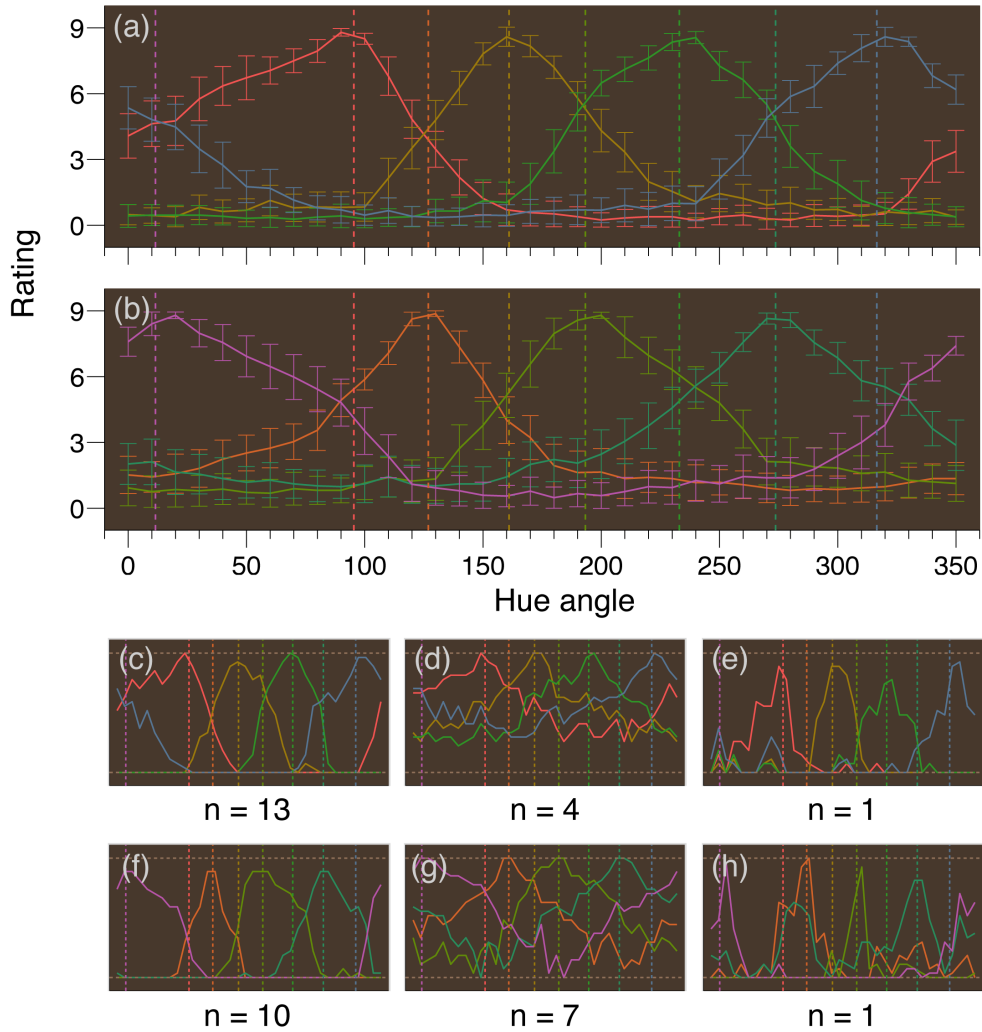 (a)
9
6
3
0
Rating
(b)
9
6
3
0
0 50 100 150 200 250 300 350
Hue angle
(c) (d) (e)
n = 13 n = 4 n = 1
(f) (g) (h)
n = 10 n = 7 n = 1